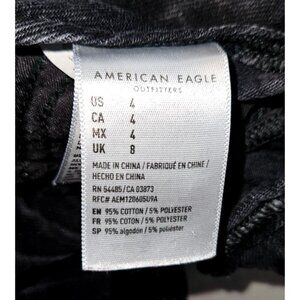 AMERICAN EAGLE
OUTFITTERS
US 4
CA 4
MX 4
UK 8
MADE IN CHINA / FABRIQUÉ EN CHINE /
HECHO EN CHINA
RN 54485/CA 03873
RFC# AEM120605U9A
EN 95% COTTON / 5% POLYESTER
FR 95% COTON / 5% POLYESTER
SP 95% algodón / 5% poliéster